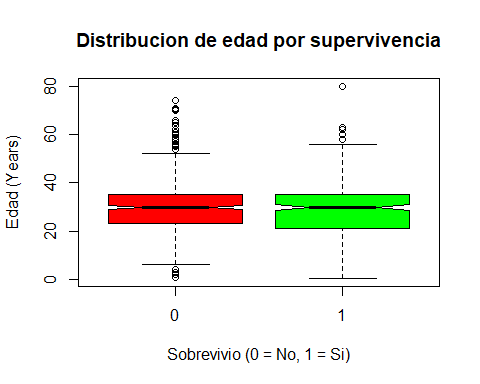 Distribucion de edad por supervivencia
Edad (Years)
80
60
40
20
0
0
1
Sobrevivio (0 = No, 1 = Si)